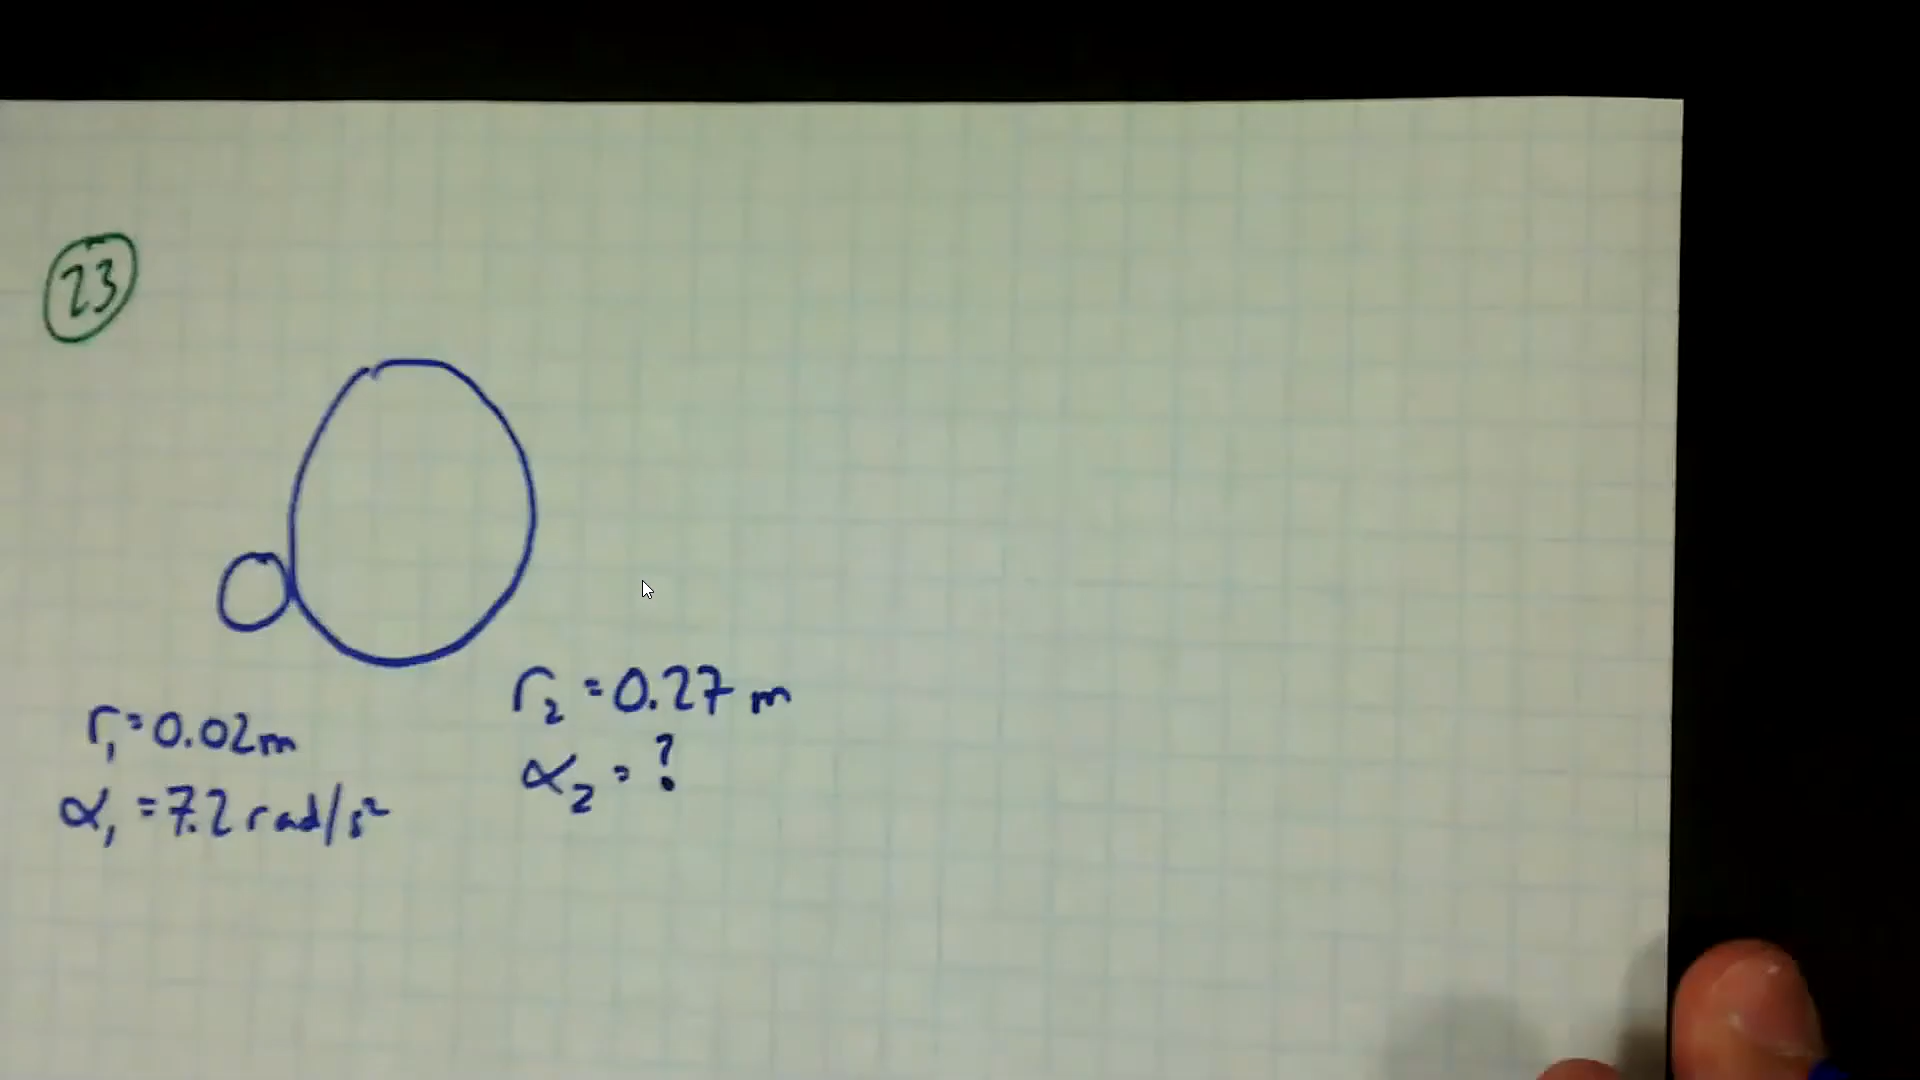 23
r₁ = 0.02m
α₁ = 7.2 rad/s²
r₂ = 0.27 m
α₂ = ?